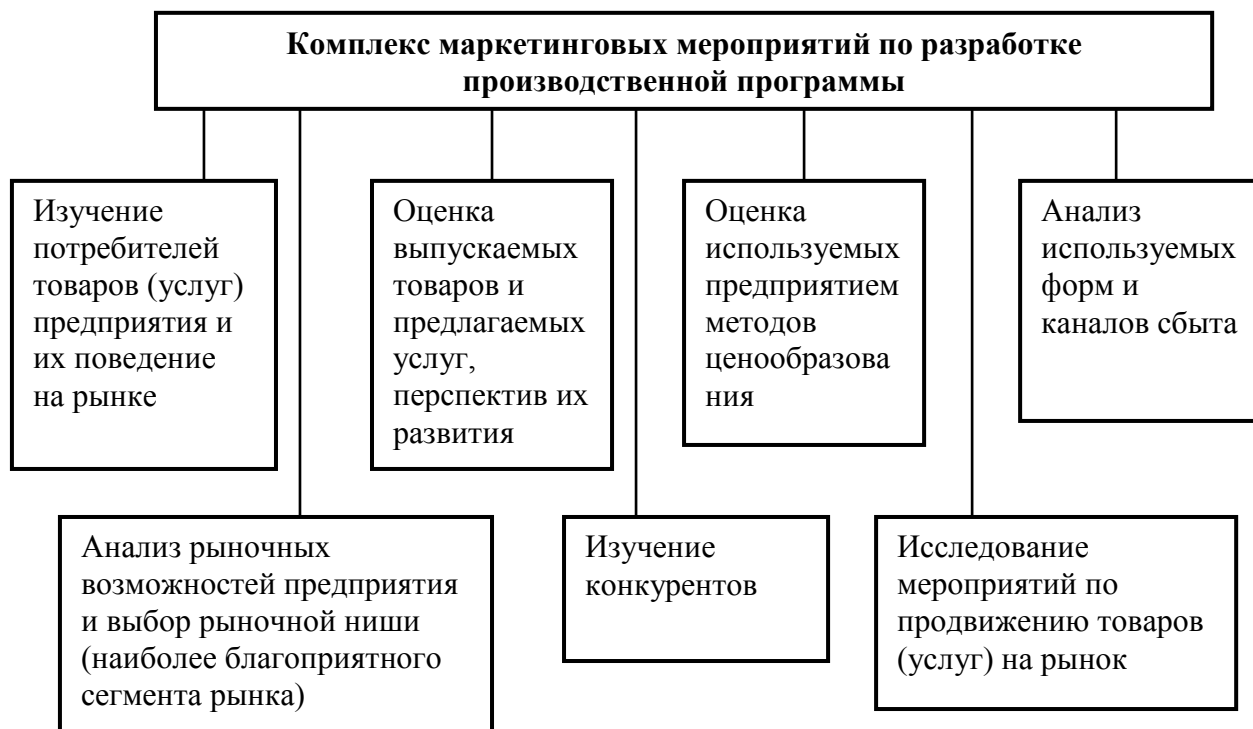 Комплекс маркетинговых мероприятий по разработке
производственной программы
Изучение
потребителей
товаров (услуг)
предприятия и
их поведение
на рынке
Оценка
выпускаемых
товаров и
предлагаемых
услуг,
перспектив их
развития
Оценка
используемых
предприятием
методов
ценообразова
ния
Анализ
используемых
форм и
каналов сбыта
Анализ рыночных
возможностей предприятия
и выбор рыночной ниши
(наиболее благоприятного
сегмента рынка)
Изучение
конкурентов
Исследование
мероприятий по
продвижению товаров
(услуг) на рынок